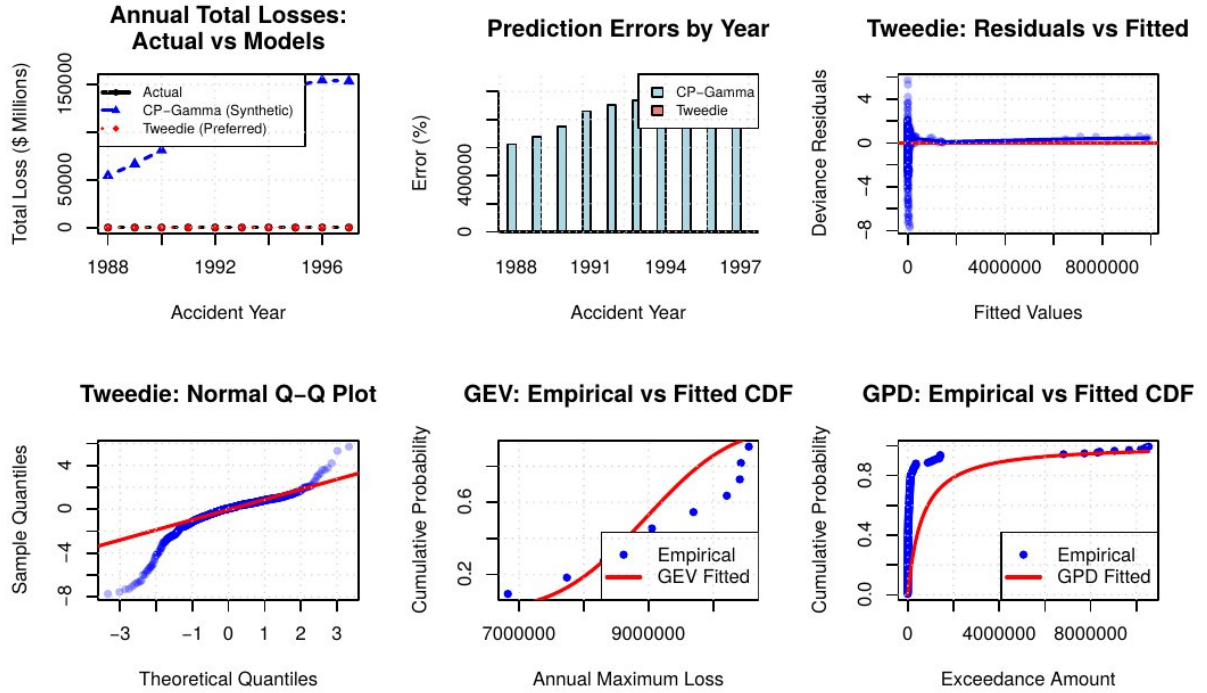 Annual Total Losses:
Actual vs Models
Total Loss ($ Millions)
150000
50000
0
Actual
CP−Gamma (Synthetic)
Tweedie (Preferred)
1988 1992 1996
Accident Year
Prediction Errors by Year
Error (%)
400000
0
CP−Gamma
Tweedie
1988 1991 1994 1997
Accident Year
Tweedie: Residuals vs Fitted
Deviance Residuals
4
0
−4
−8
0 4000000 8000000
Fitted Values
Tweedie: Normal Q−Q Plot
Sample Quantiles
4
0
−4
−8
−3 −2 −1 0 1 2 3
Theoretical Quantiles
GEV: Empirical vs Fitted CDF
Cumulative Probability
0.6
0.2
Empirical
GEV Fitted
7000000 9000000
Annual Maximum Loss
GPD: Empirical vs Fitted CDF
Cumulative Probability
0.8
0.4
0.0
Empirical
GPD Fitted
0 4000000 8000000
Exceedance Amount